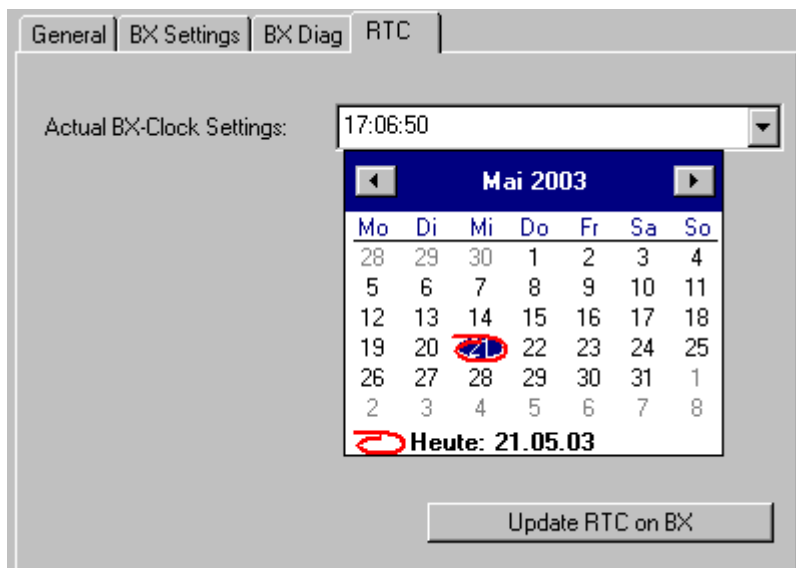 General BX Settings BX Diag RTC
Actual BX-Clock Settings: 17:06:50
Mai 2003
Mo Di Mi Do Fr Sa So
28 29 30 1 2 3 4
5 6 7 8 9 10 11
12 13 14 15 16 17 18
19 20 21 22 23 24 25
26 27 28 29 30 31 1
2 3 4 5 6 7 8
Heute: 21.05.03
Update RTC on BX